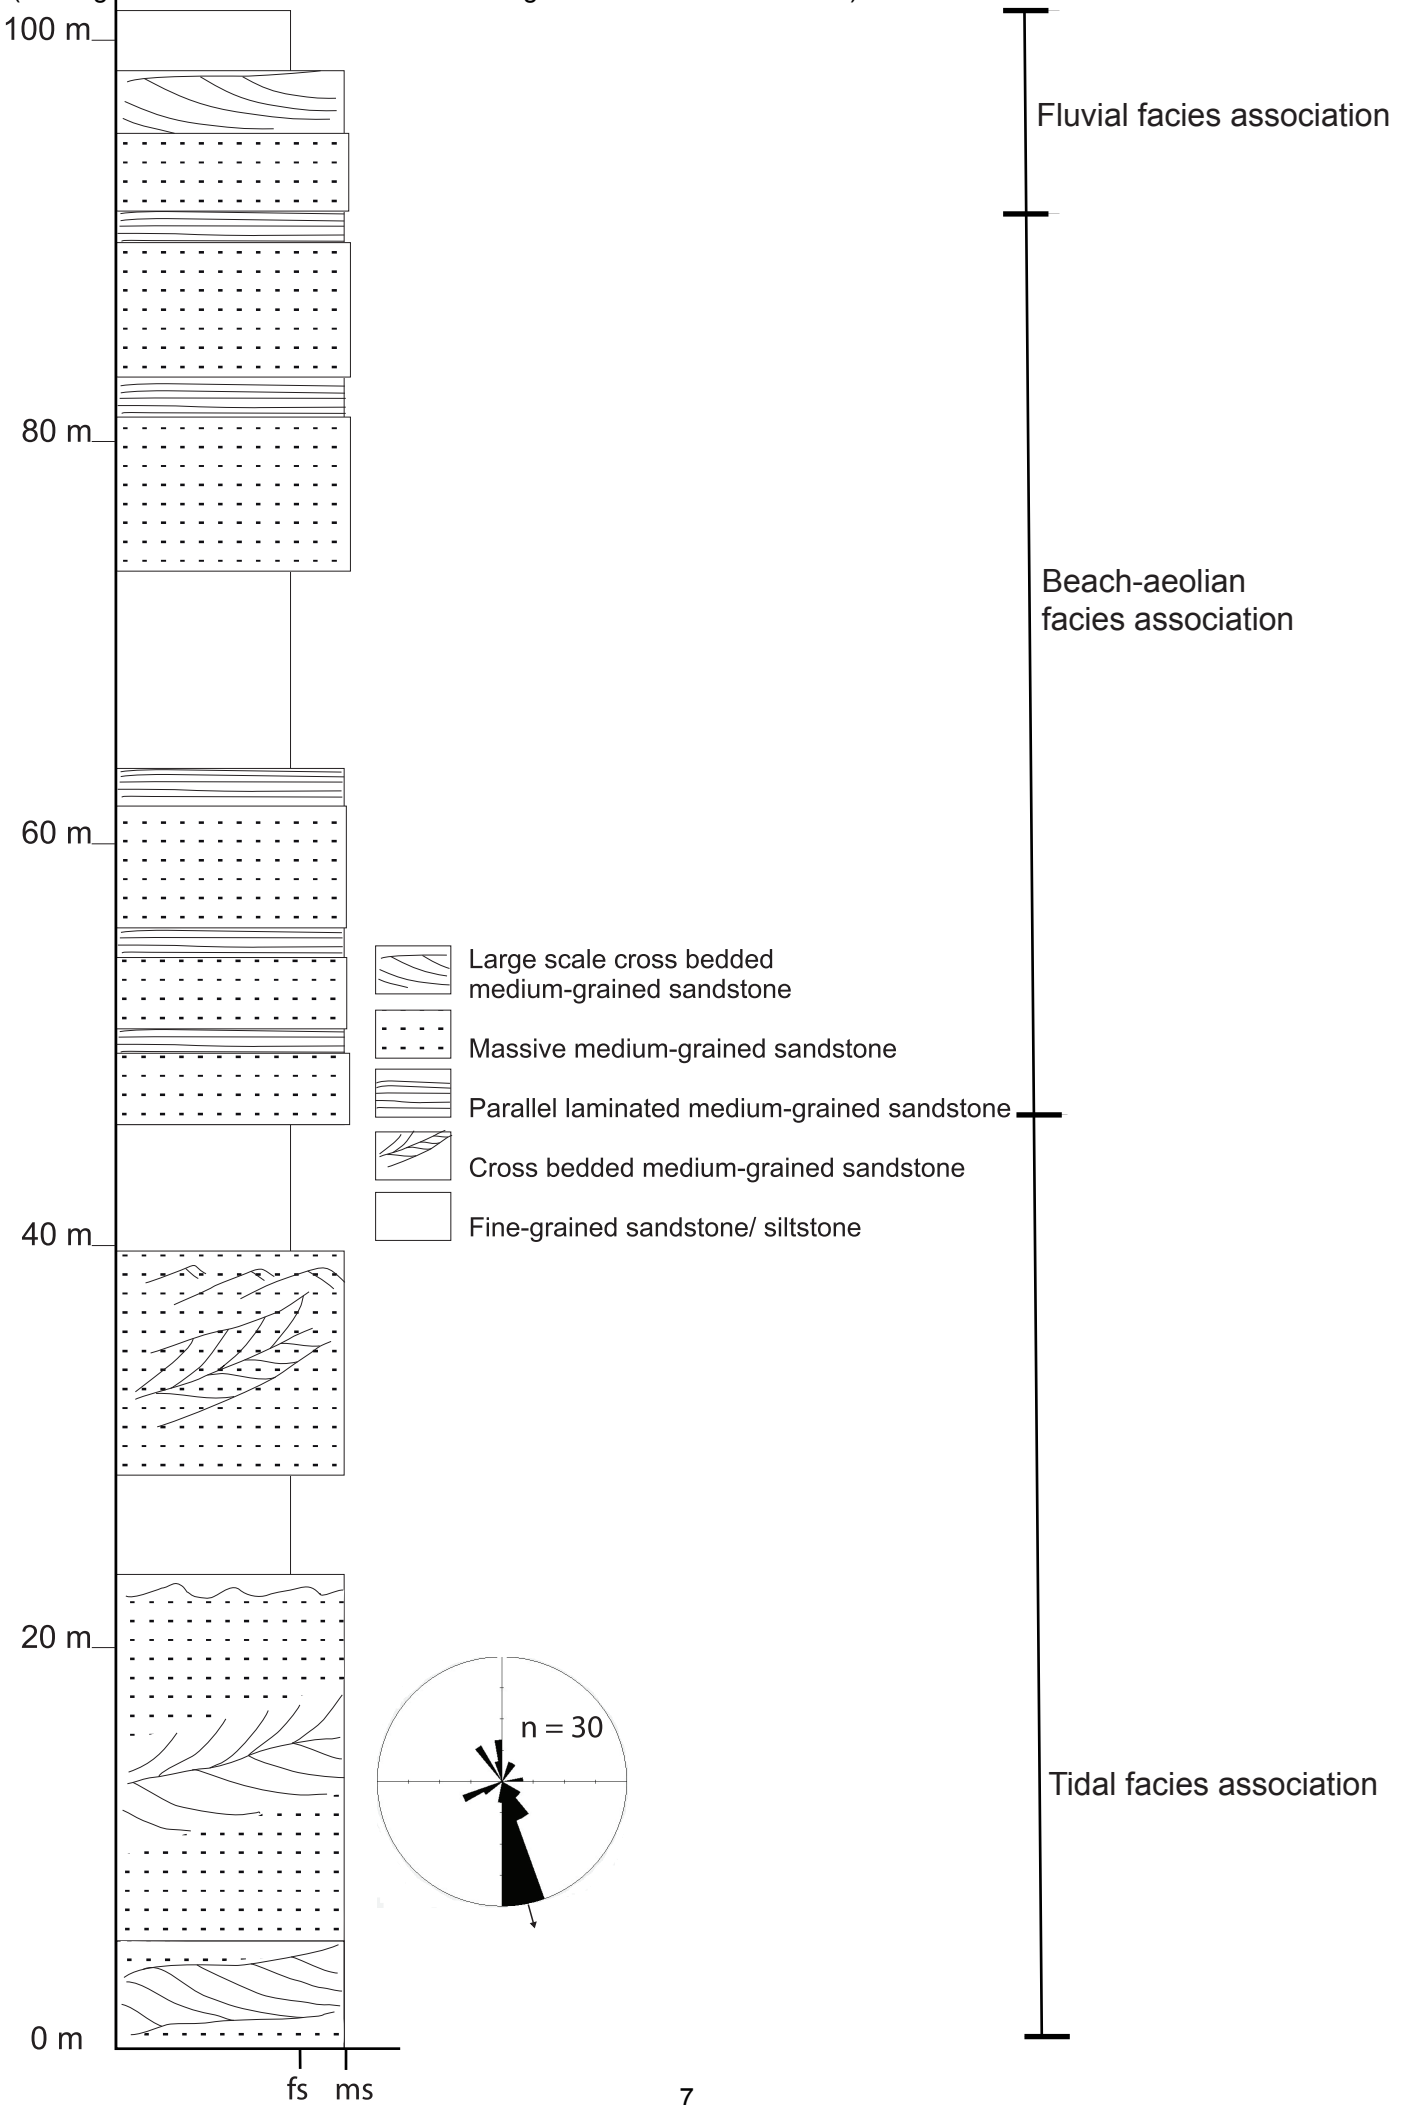 100 m
Fluvial facies association
80 m
Beach-aeolian
facies association
60 m
Large scale cross bedded
medium-grained sandstone
Massive medium-grained sandstone
Parallel laminated medium-grained sandstone
Cross bedded medium-grained sandstone
40 m
Fine-grained sandstone/ siltstone
20 m
n = 30
Tidal facies association
0 m
fs ms
7